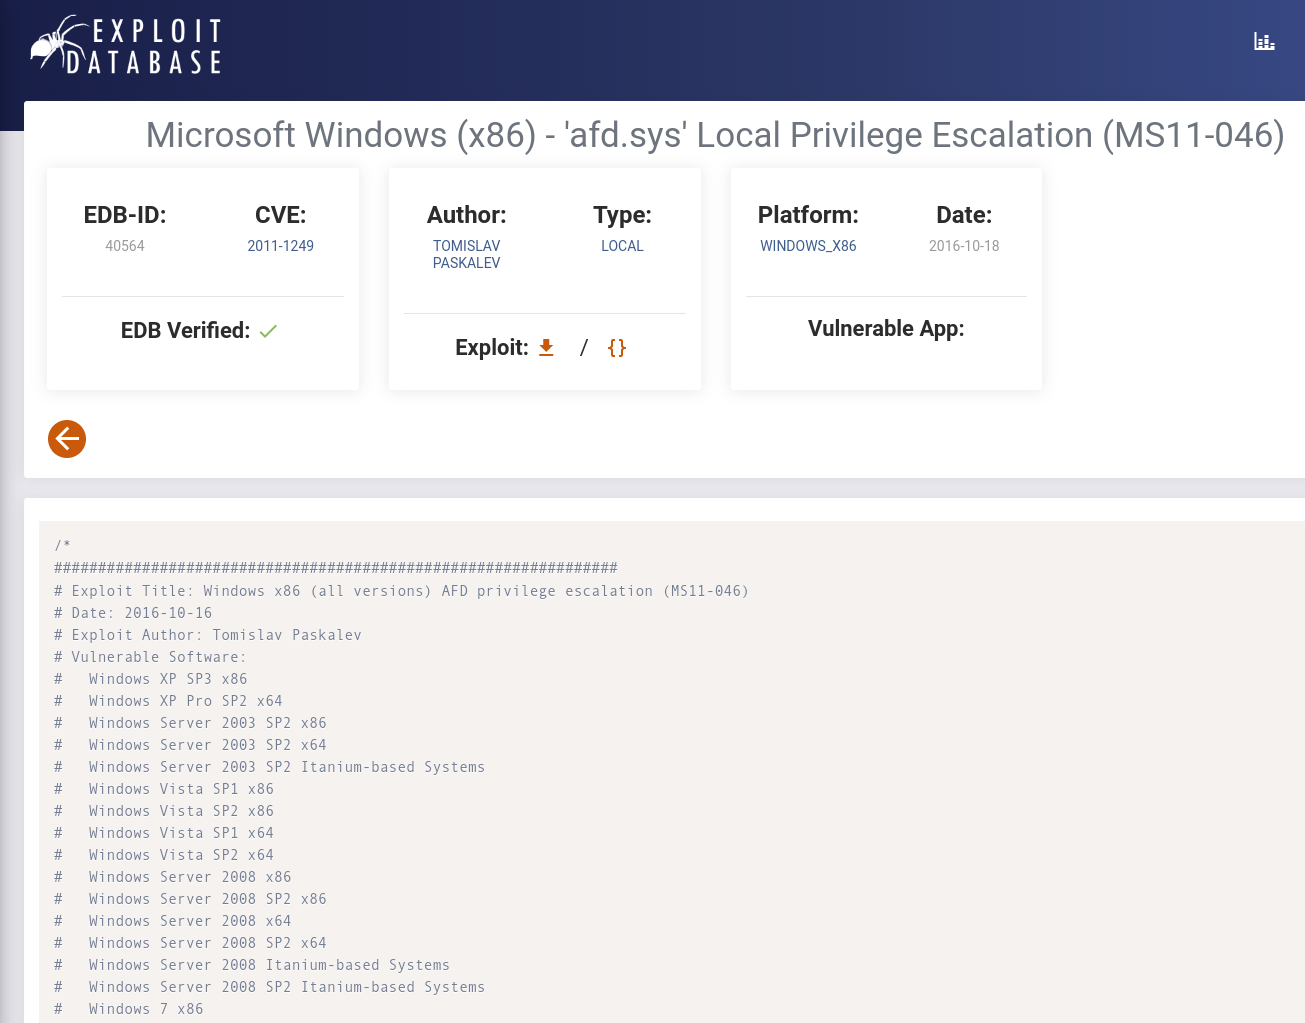 EXPLOIT
DATABASE
Microsoft Windows (x86) - 'afd.sys' Local Privilege Escalation (MS11-046)
EDB-ID:
40564
CVE:
2011-1249
EDB Verified:
Author:
TOMISLAV
PASKALEV
Type:
LOCAL
Exploit: / {}
Platform:
WINDOWS_X86
Date:
2016-10-18
Vulnerable App:
/*
################################################################
# Exploit Title: Windows x86 (all versions) AFD privilege escalation (MS11-046)
# Date: 2016-10-16
# Exploit Author: Tomislav Paskalev
# Vulnerable Software:
#   Windows XP SP3 x86
#   Windows XP Pro SP2 x64
#   Windows Server 2003 SP2 x86
#   Windows Server 2003 SP2 x64
#   Windows Server 2003 SP2 Itanium-based Systems
#   Windows Vista SP1 x86
#   Windows Vista SP2 x86
#   Windows Vista SP1 x64
#   Windows Vista SP2 x64
#   Windows Server 2008 x86
#   Windows Server 2008 SP2 x86
#   Windows Server 2008 x64
#   Windows Server 2008 SP2 x64
#   Windows Server 2008 Itanium-based Systems
#   Windows Server 2008 SP2 Itanium-based Systems
#   Windows 7 x86